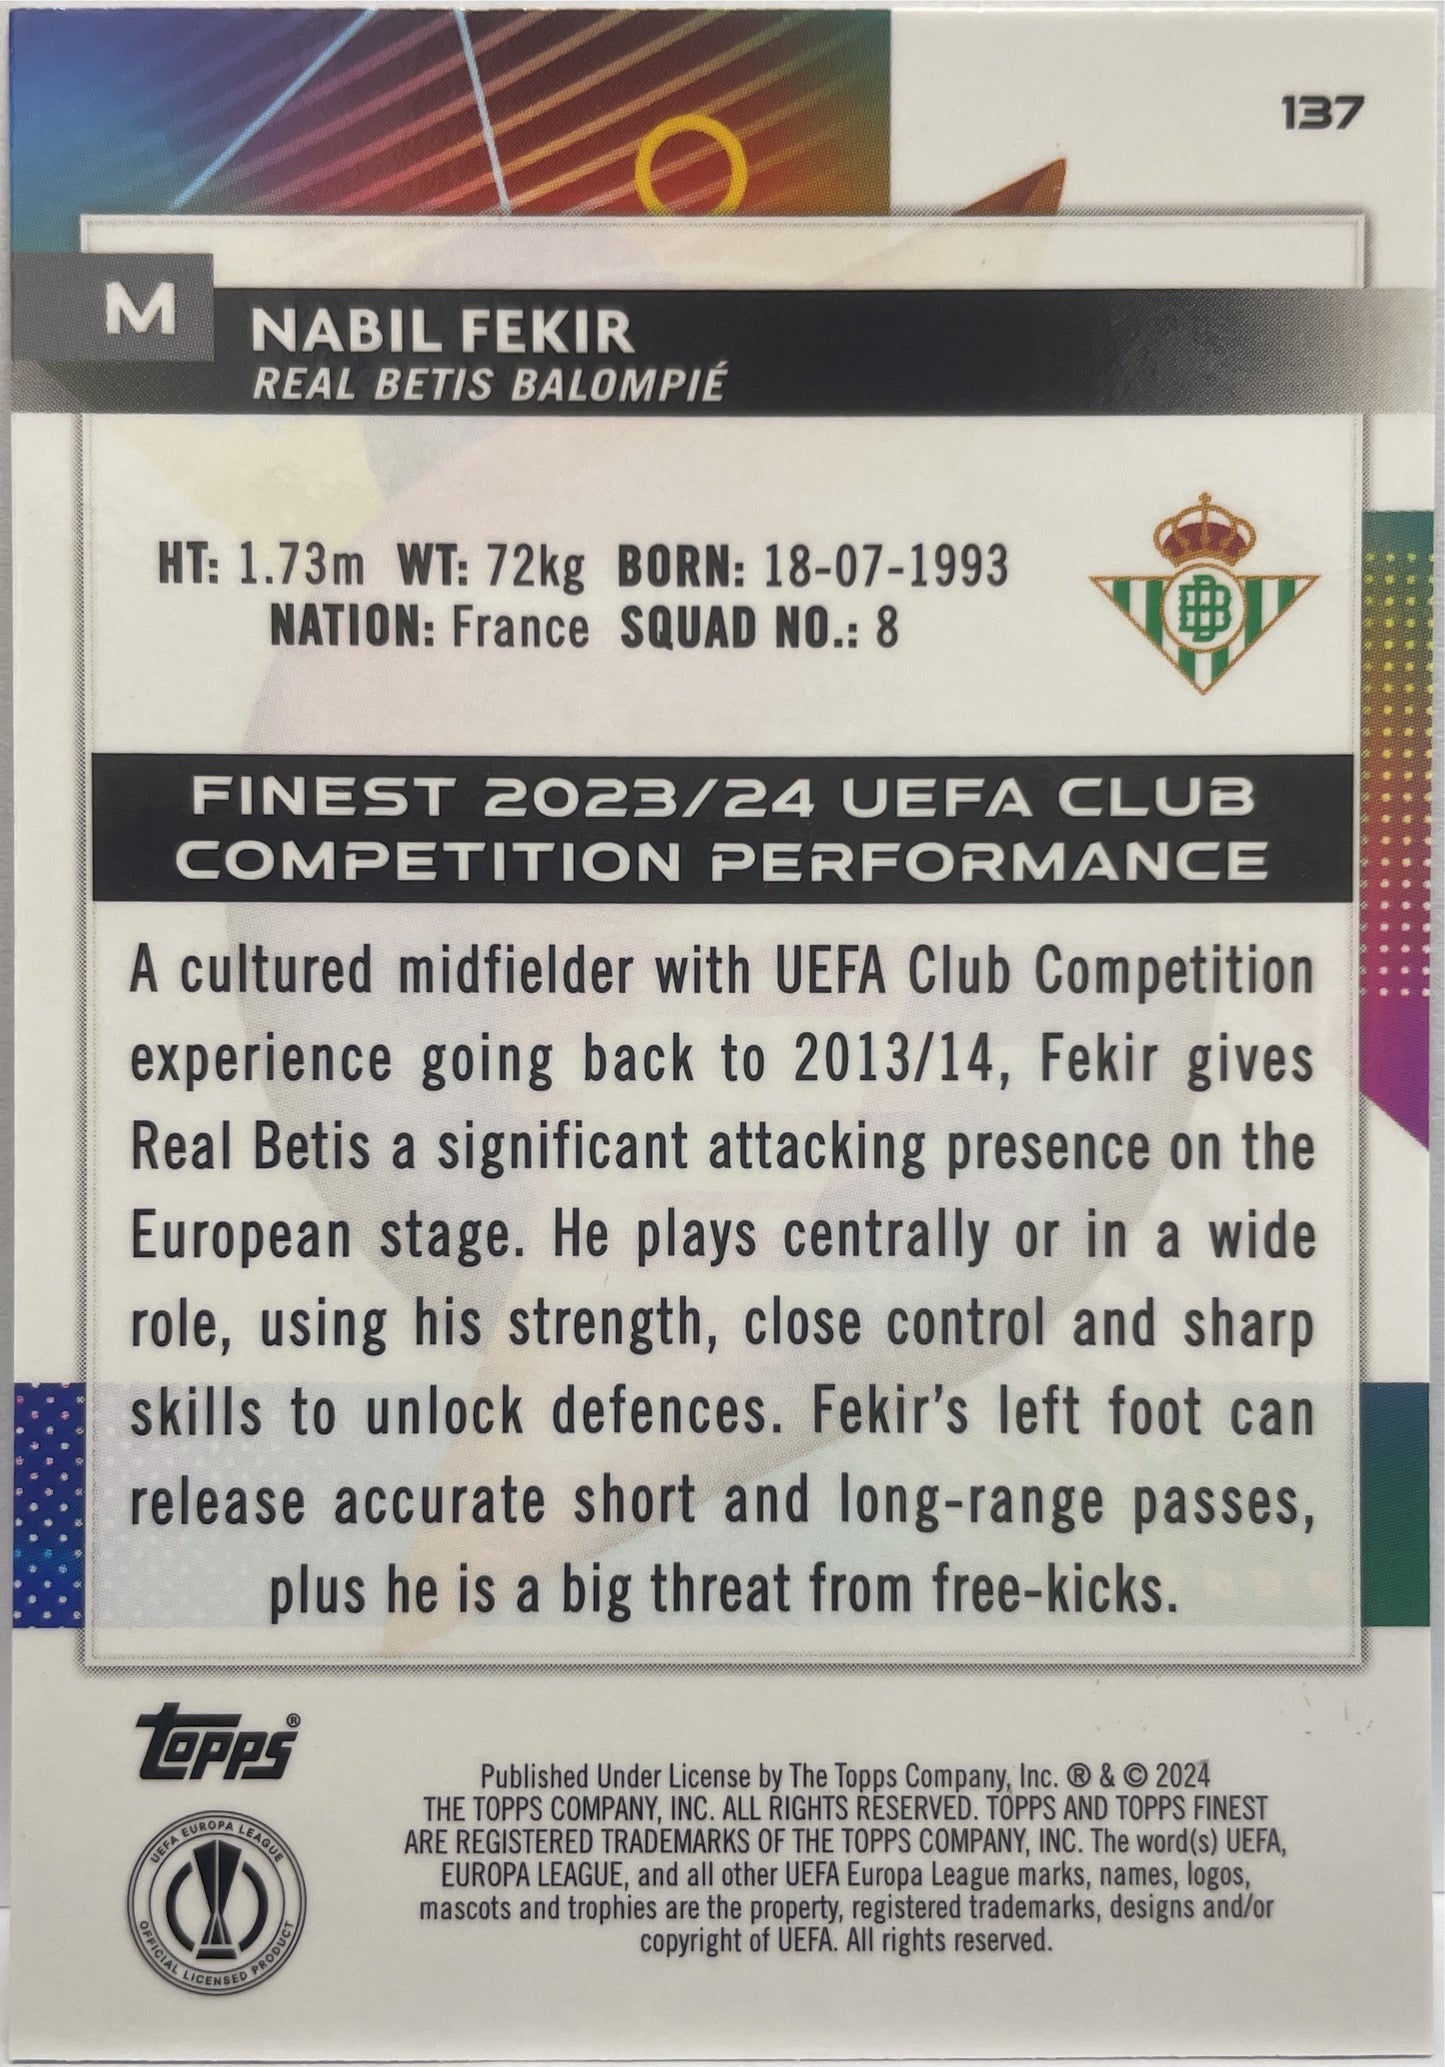 137
M
NABIL FEKIR
REAL BETIS BALOMPIÉ
HT: 1.73m WT: 72kg BORN: 18-07-1993
NATION: France SQUAD NO.: 8
FINEST 2023/24 UEFA CLUB
COMPETITION PERFORMANCE
A cultured midfielder with UEFA Club Competition
experience going back to 2013/14, Fekir gives
Real Betis a significant attacking presence on the
European stage. He plays centrally or in a wide
role, using his strength, close control and sharp
skills to unlock defences. Fekir's left foot can
release accurate short and long-range passes,
plus he is a big threat from free-kicks.
Topps®
Published Under License by The Topps Company, Inc. ® & © 2024
THE TOPPS COMPANY, INC. ALL RIGHTS RESERVED. TOPPS AND TOPPS FINEST
ARE REGISTERED TRADEMARKS OF THE TOPPS COMPANY, INC. The word(s) UEFA,
EUROPA LEAGUE, and all other UEFA Europa League marks, names, logos,
mascots and trophies are the property, registered trademarks, designs and/or
copyright of UEFA. All rights reserved.
UEFA EUROPA LEAGUE
OFFICIAL LICENSED PRODUCT